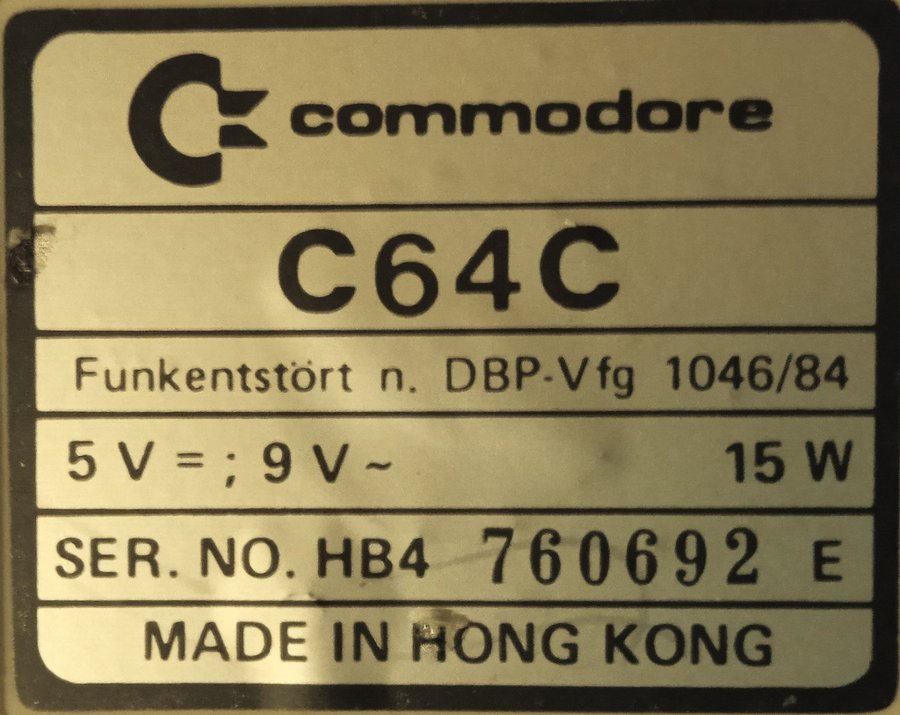 commodore
C64C
Funkentstört n. DBP-Vfg 1046/84
5 V = ; 9 V ~ 15 W
SER. NO. HB4 760692 E
MADE IN HONG KONG